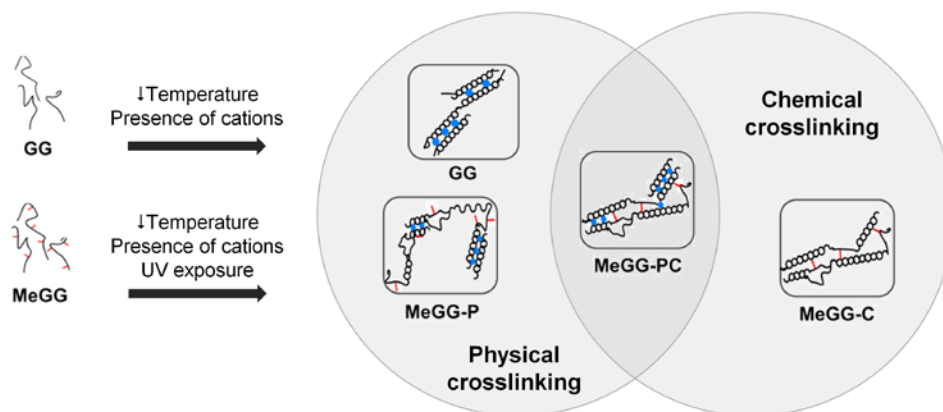 GG
↓Temperature
Presence of cations
MeGG
↓Temperature
Presence of cations
UV exposure
GG
MeGG-P
Physical
crosslinking
MeGG-PC
Chemical
crosslinking
MeGG-C